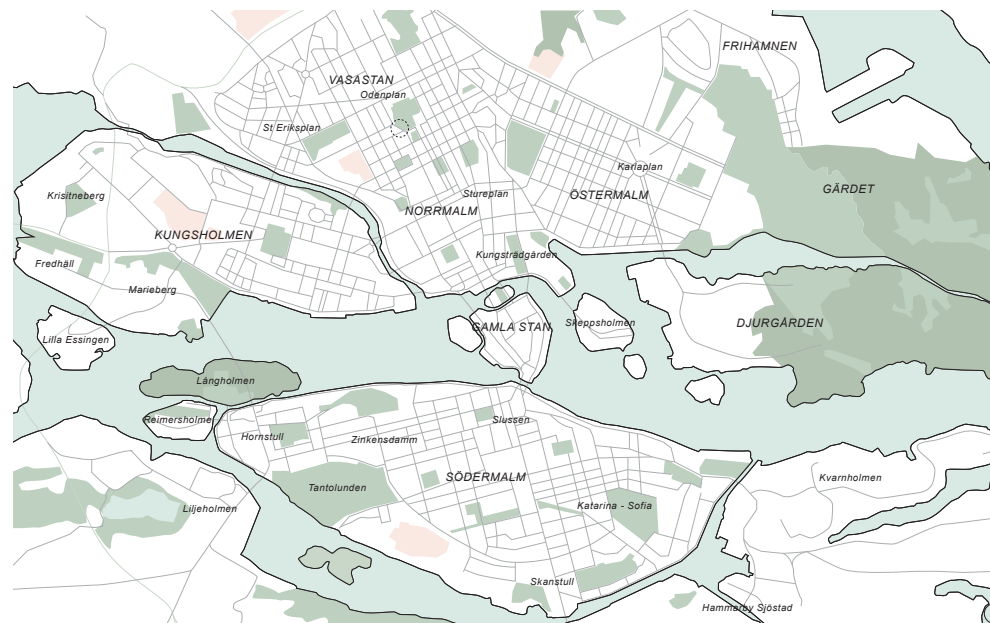 FRIHAMNEN
VASASTAN
Odenplan
St Eriksplan
Karlaplan
Krisitneberg
Stureplan
ÖSTERMALM
GÄRDET
NORRMALM
KUNGSHOLMEN
Kungsträdgården
Fredhäll
Marieberg
GAMLA STAN
Skeppsholmen
DJURGÅRDEN
Lilla Essingen
Långholmen
Reimersholme
Slussen
Hornstull
Zinkensdamm
SÖDERMALM
Kvarnholmen
Tantolunden
Katarina - Sofia
Liljeholmen
Skanstull
Hammarby Sjöstad